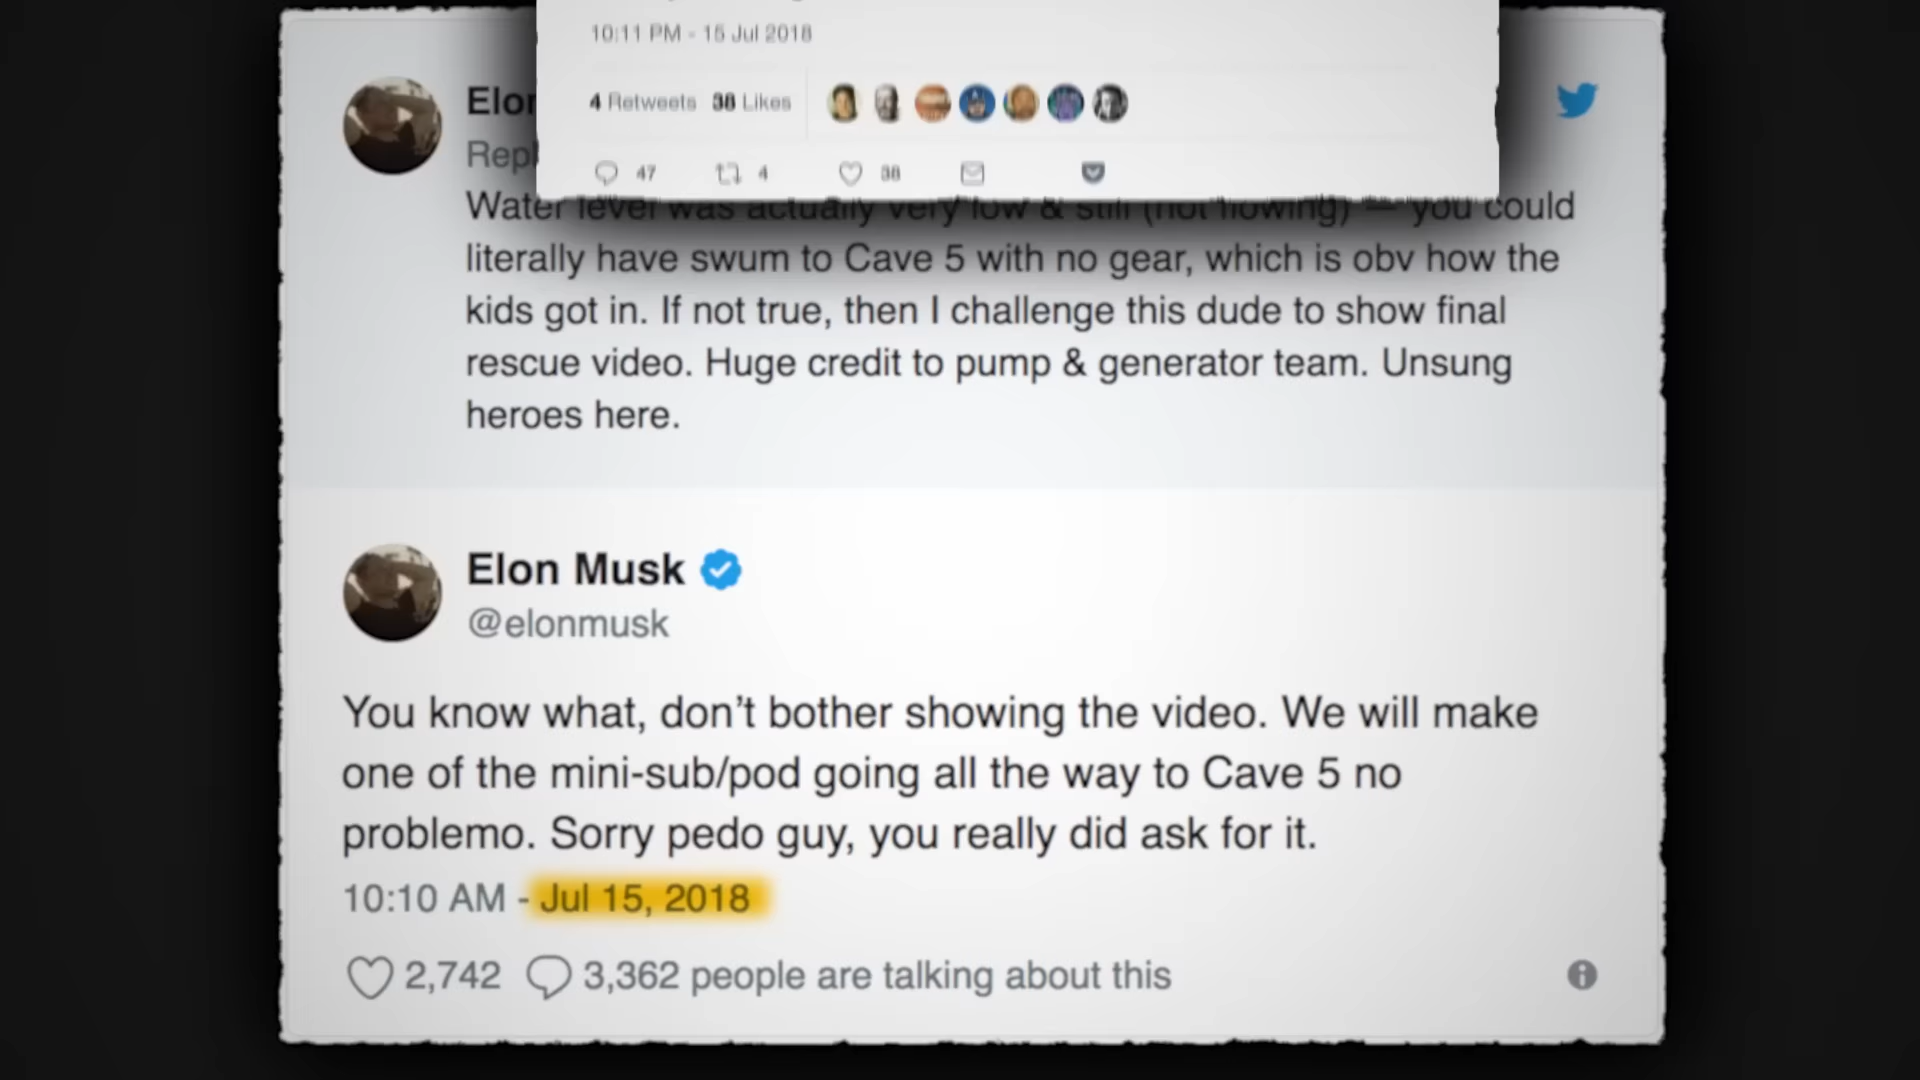 10:11 PM - 15 Jul 2018
4 Retweets 38 Likes
47 4 38
Elon
Repl
Water level was actually very low & still (not flowing) — you could
literally have swum to Cave 5 with no gear, which is obv how the
kids got in. If not true, then I challenge this dude to show final
rescue video. Huge credit to pump & generator team. Unsung
heroes here.
Elon Musk
@elonmusk
You know what, don't bother showing the video. We will make
one of the mini-sub/pod going all the way to Cave 5 no
problemo. Sorry pedo guy, you really did ask for it.
10:10 AM - Jul 15, 2018
2,742 3,362 people are talking about this